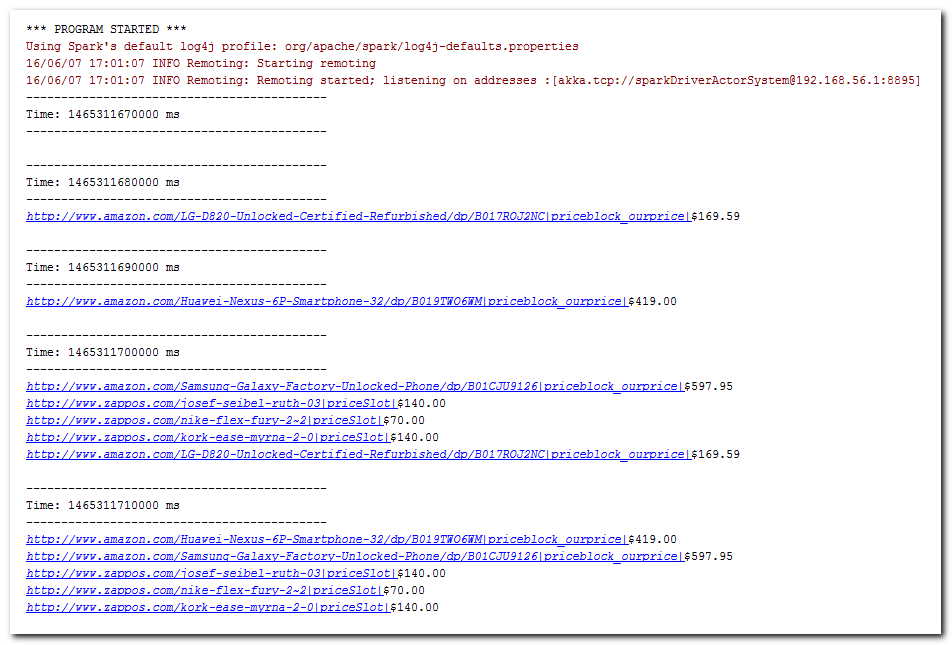 *** PROGRAM STARTED ***
Using Spark's default log4j profile: org/apache/spark/log4j-defaults.properties
16/06/07 17:01:07 INFO Remoting: Starting remoting
16/06/07 17:01:07 INFO Remoting: Remoting started; listening on addresses :[akka.tcp://sparkDriverActorSystem@192.168.56.1:8895]
-------------------------------------------
Time: 1465311670000 ms
-------------------------------------------
-------------------------------------------
Time: 1465311680000 ms
-------------------------------------------
http://www.amazon.com/LG-D820-Unlocked-Certified-Refurbished/dp/B017ROJ2NC|priceblock_ourprice|$169.59
-------------------------------------------
Time: 1465311690000 ms
-------------------------------------------
http://www.amazon.com/Huawei-Nexus-6P-Smartphone-32/dp/B019TWO6WM|priceblock_ourprice|$419.00
-------------------------------------------
Time: 1465311700000 ms
-------------------------------------------
http://www.amazon.com/Samsung-Galaxy-Factory-Unlocked-Phone/dp/B01CJU9126|priceblock_ourprice|$597.95
http://www.zappos.com/josef-seibel-ruth-03|priceSlot|$140.00
http://www.zappos.com/nike-flex-fury-2~2|priceSlot|$70.00
http://www.zappos.com/kork-ease-myrna-2-0|priceSlot|$140.00
http://www.amazon.com/LG-D820-Unlocked-Certified-Refurbished/dp/B017ROJ2NC|priceblock_ourprice|$169.59
-------------------------------------------
Time: 1465311710000 ms
-------------------------------------------
http://www.amazon.com/Huawei-Nexus-6P-Smartphone-32/dp/B019TWO6WM|priceblock_ourprice|$419.00
http://www.amazon.com/Samsung-Galaxy-Factory-Unlocked-Phone/dp/B01CJU9126|priceblock_ourprice|$597.95
http://www.zappos.com/josef-seibel-ruth-03|priceSlot|$140.00
http://www.zappos.com/nike-flex-fury-2~2|priceSlot|$70.00
http://www.zappos.com/kork-ease-myrna-2-0|priceSlot|$140.00